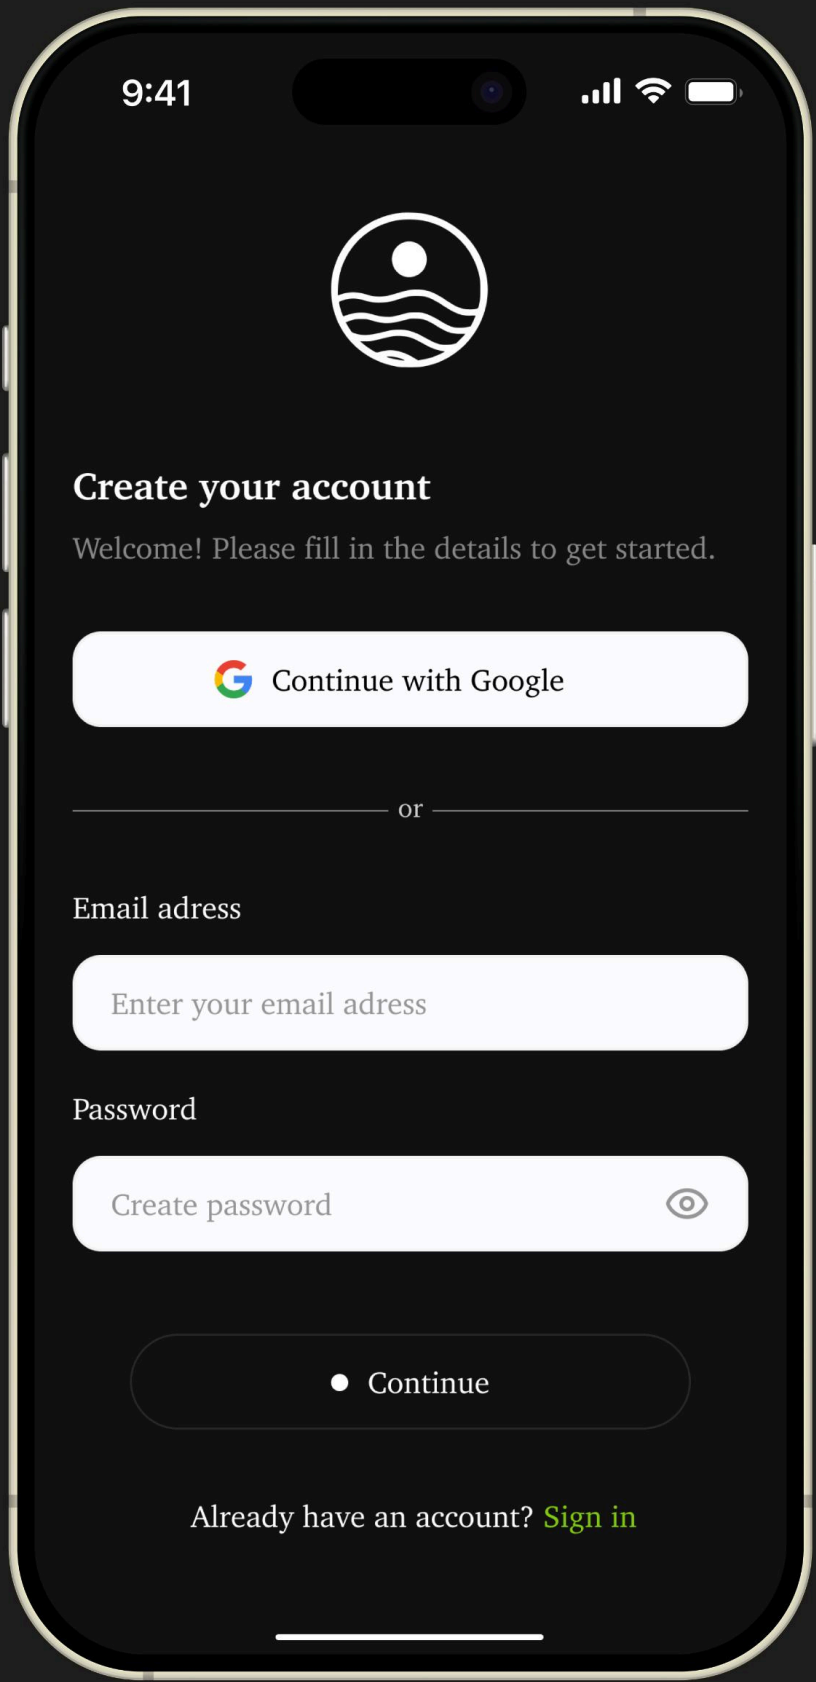 9:41
Create your account
Welcome! Please fill in the details to get started.
Continue with Google
or
Email adress
Enter your email adress
Password
Create password
Continue
Already have an account? Sign in